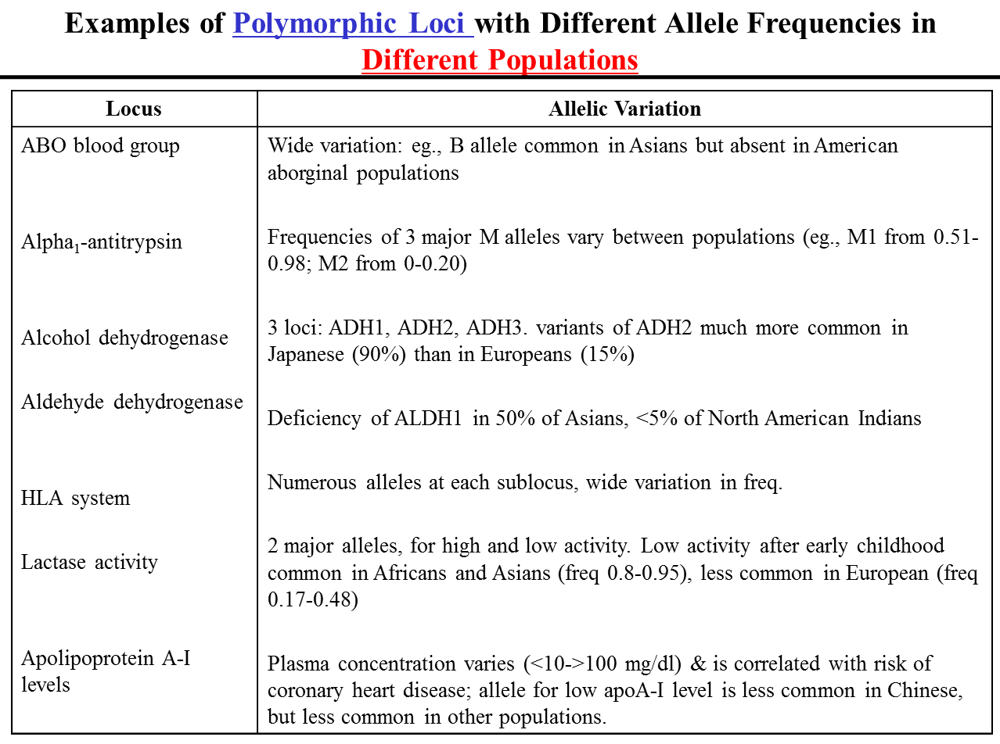 Examples of Polymorphic Loci with Different Allele Frequencies in
Different Populations
Locus
Allelic Variation
ABO blood group
Wide variation: eg., B allele common in Asians but absent in American
aborginal populations
Alpha1-antitrypsin
Frequencies of 3 major M alleles vary between populations (eg., M1 from 0.51-
0.98; M2 from 0-0.20)
Alcohol dehydrogenase
3 loci: ADH1, ADH2, ADH3. variants of ADH2 much more common in
Japanese (90%) than in Europeans (15%)
Aldehyde dehydrogenase
Deficiency of ALDH1 in 50% of Asians, <5% of North American Indians
HLA system
Numerous alleles at each sublocus, wide variation in freq.
Lactase activity
2 major alleles, for high and low activity. Low activity after early childhood
common in Africans and Asians (freq 0.8-0.95), less common in European (freq
0.17-0.48)
Apolipoprotein A-I
levels
Plasma concentration varies (<10->100 mg/dl) & is correlated with risk of
coronary heart disease; allele for low apoA-I level is less common in Chinese,
but less common in other populations.